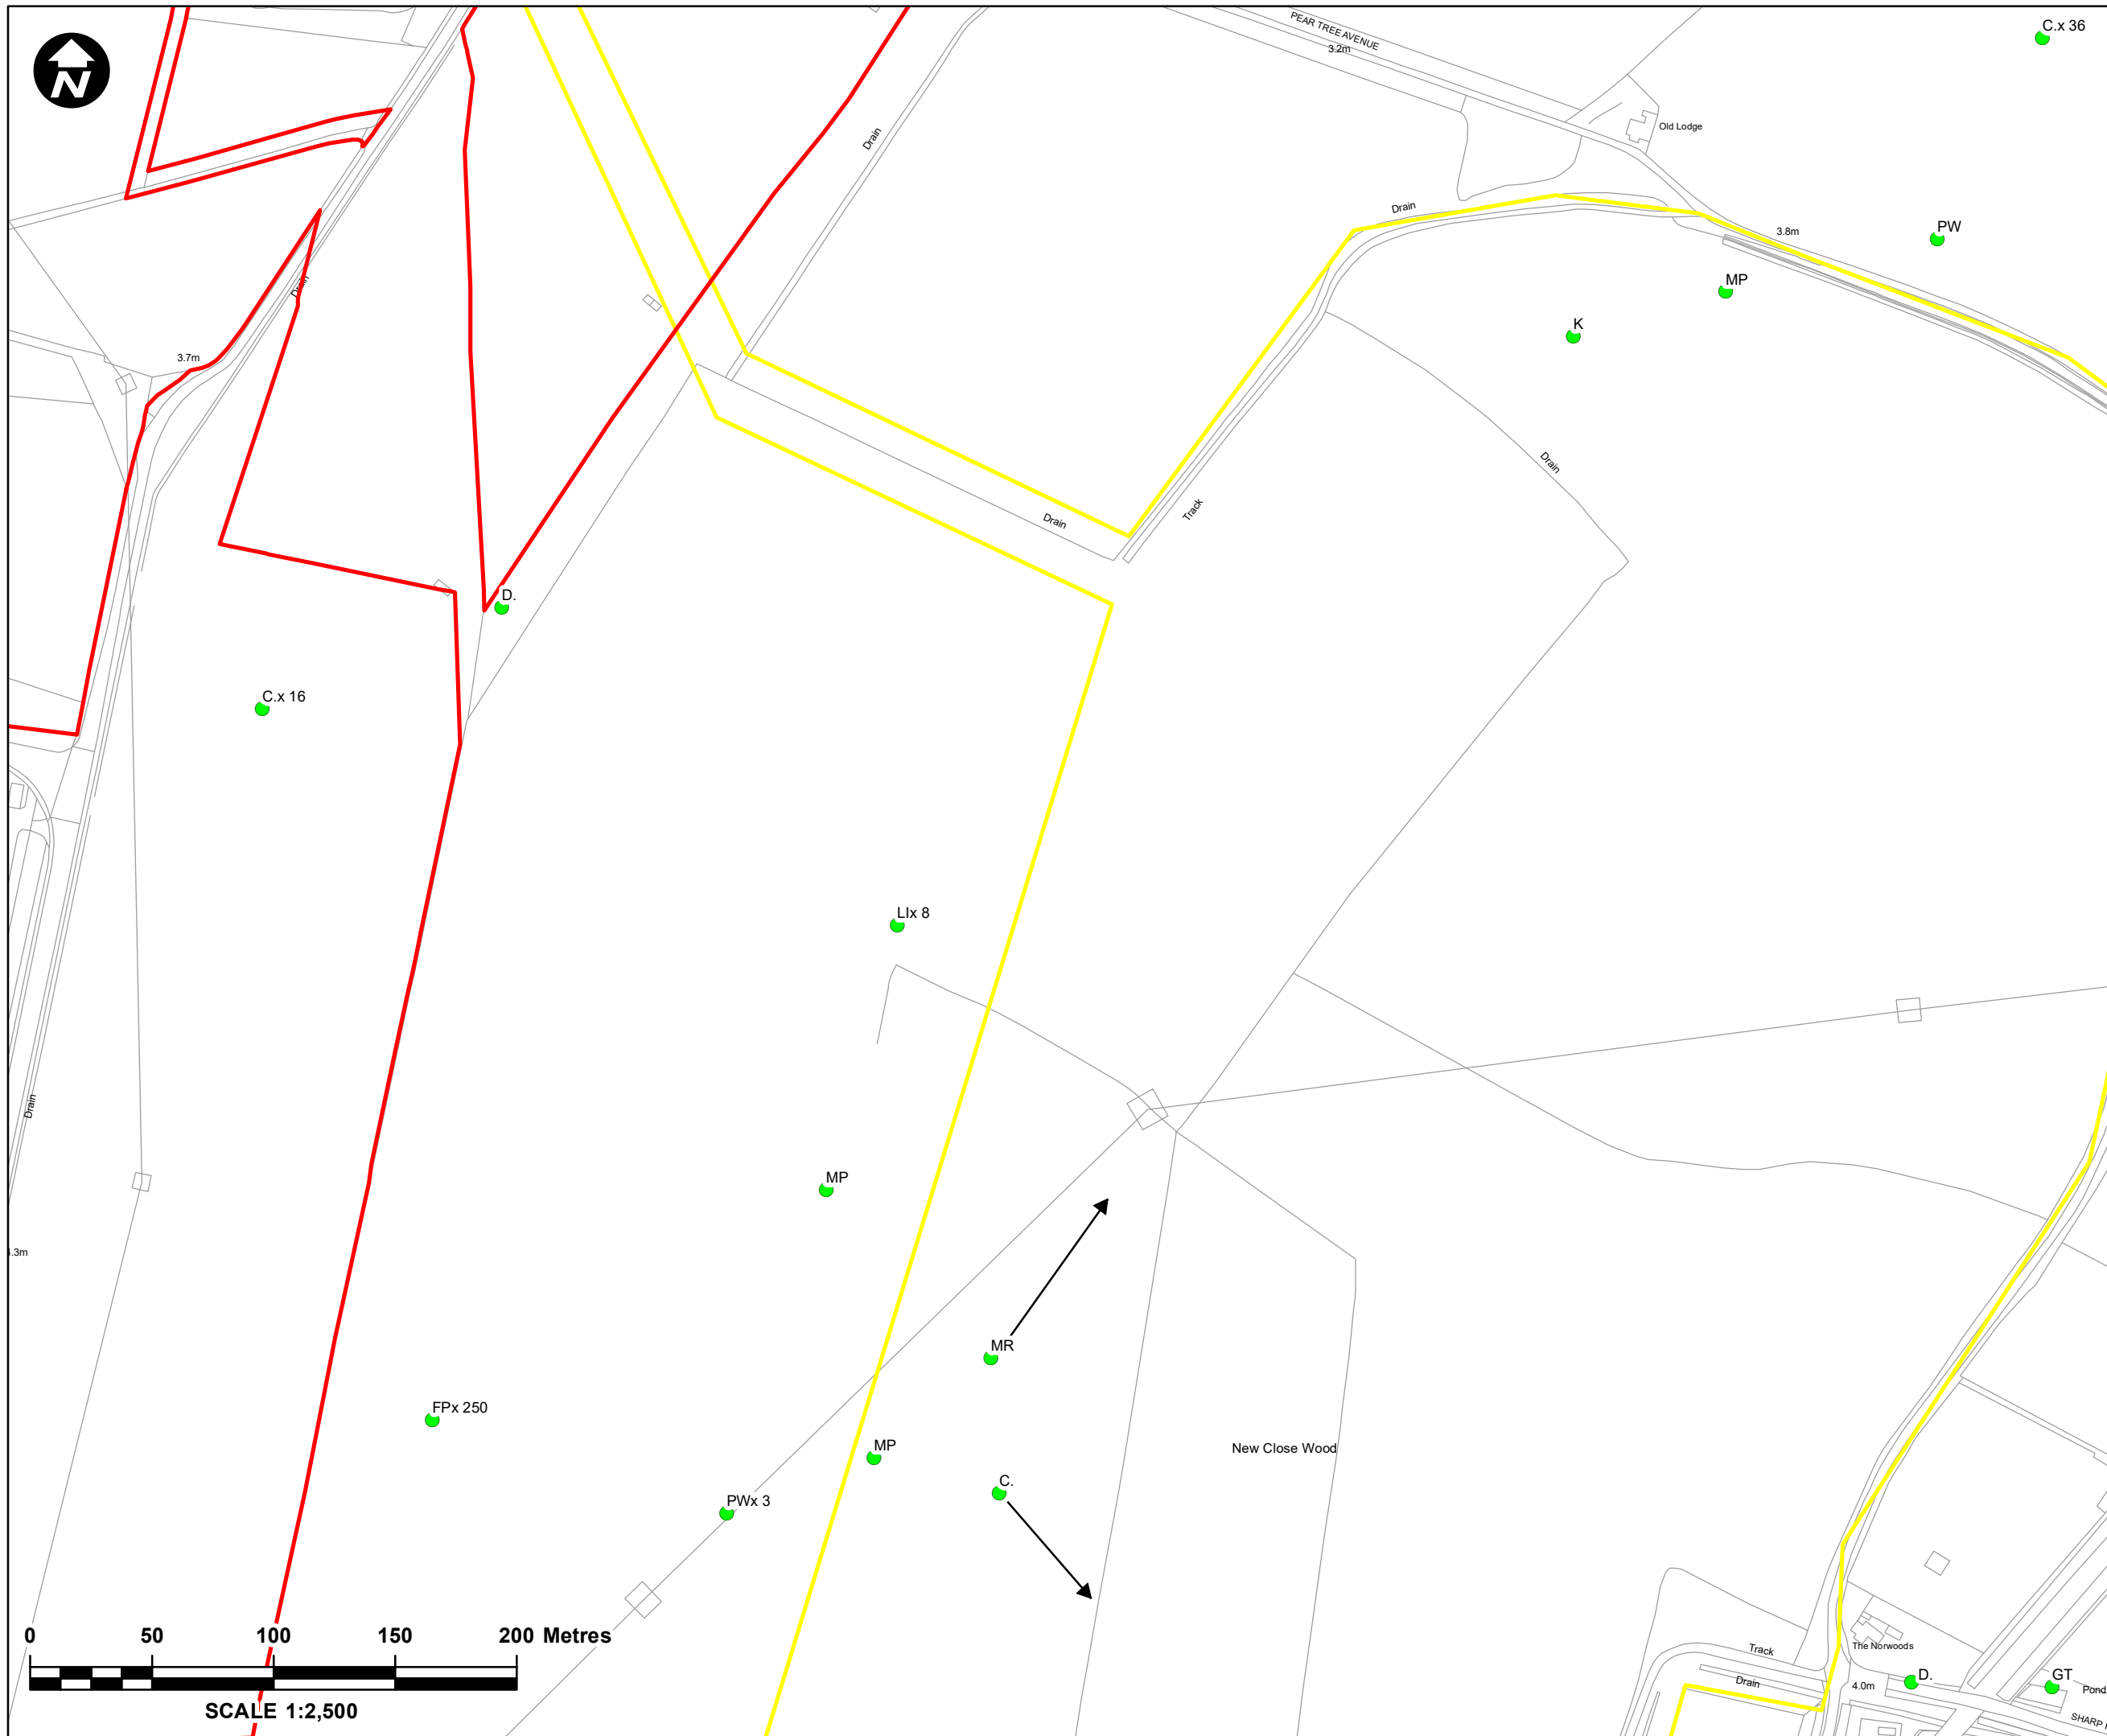 PEAR TREE AVENUE
C.x 36
3.2m
N
Old Lodge
Drain
Drain
PW
3.8m
MP
Drain
K
3.7m
Drain
Track
Drain
D.
C.x 16
LIx 8
Drain
MP
.3m
MR
FPx 250
MP
New Close Wood
C.
PWx 3
0 50 100 150 200 Metres
The Norwoods
Track
D.
GT
Drain
4.0m
Pond
SCALE 1:2,500
SHARP